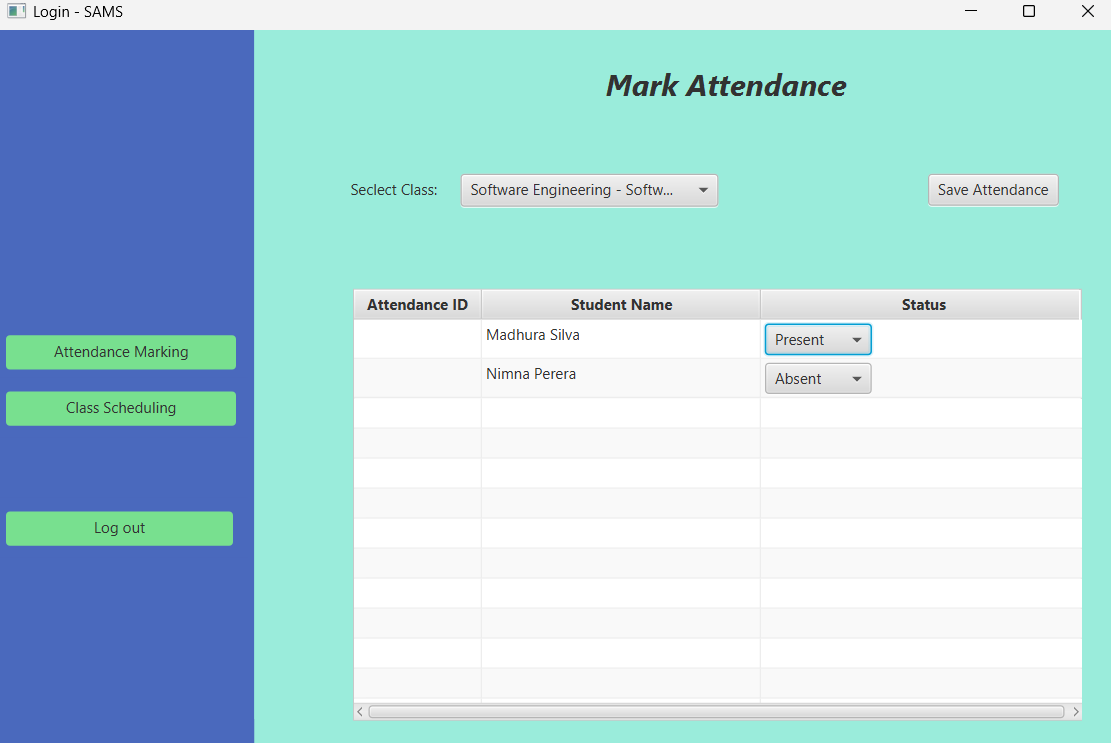 Login - SAMS
Mark Attendance
Seclect Class: Software Engineering - Softw... Save Attendance
Attendance ID Student Name Status
Madhura Silva Present
Nimna Perera Absent
Attendance Marking
Class Scheduling
Log out